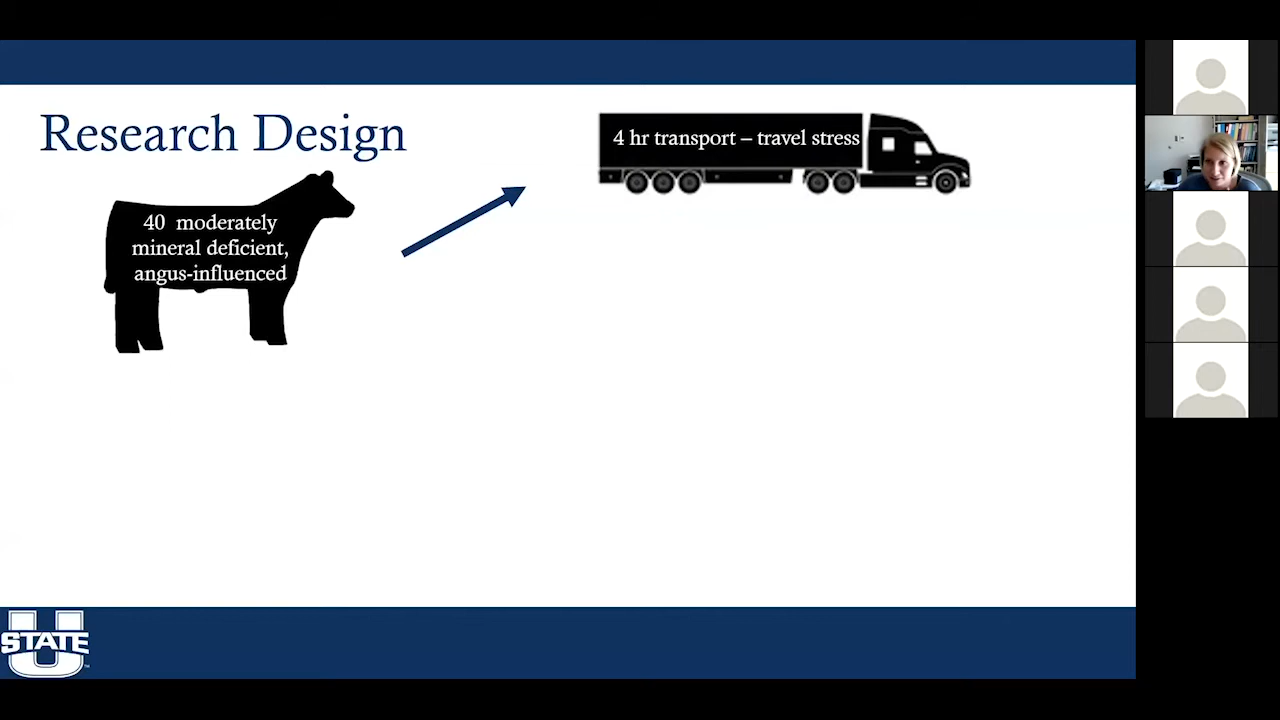 Research Design
4 hr transport – travel stress
40 moderately
mineral deficient,
angus-influenced
U
STATE